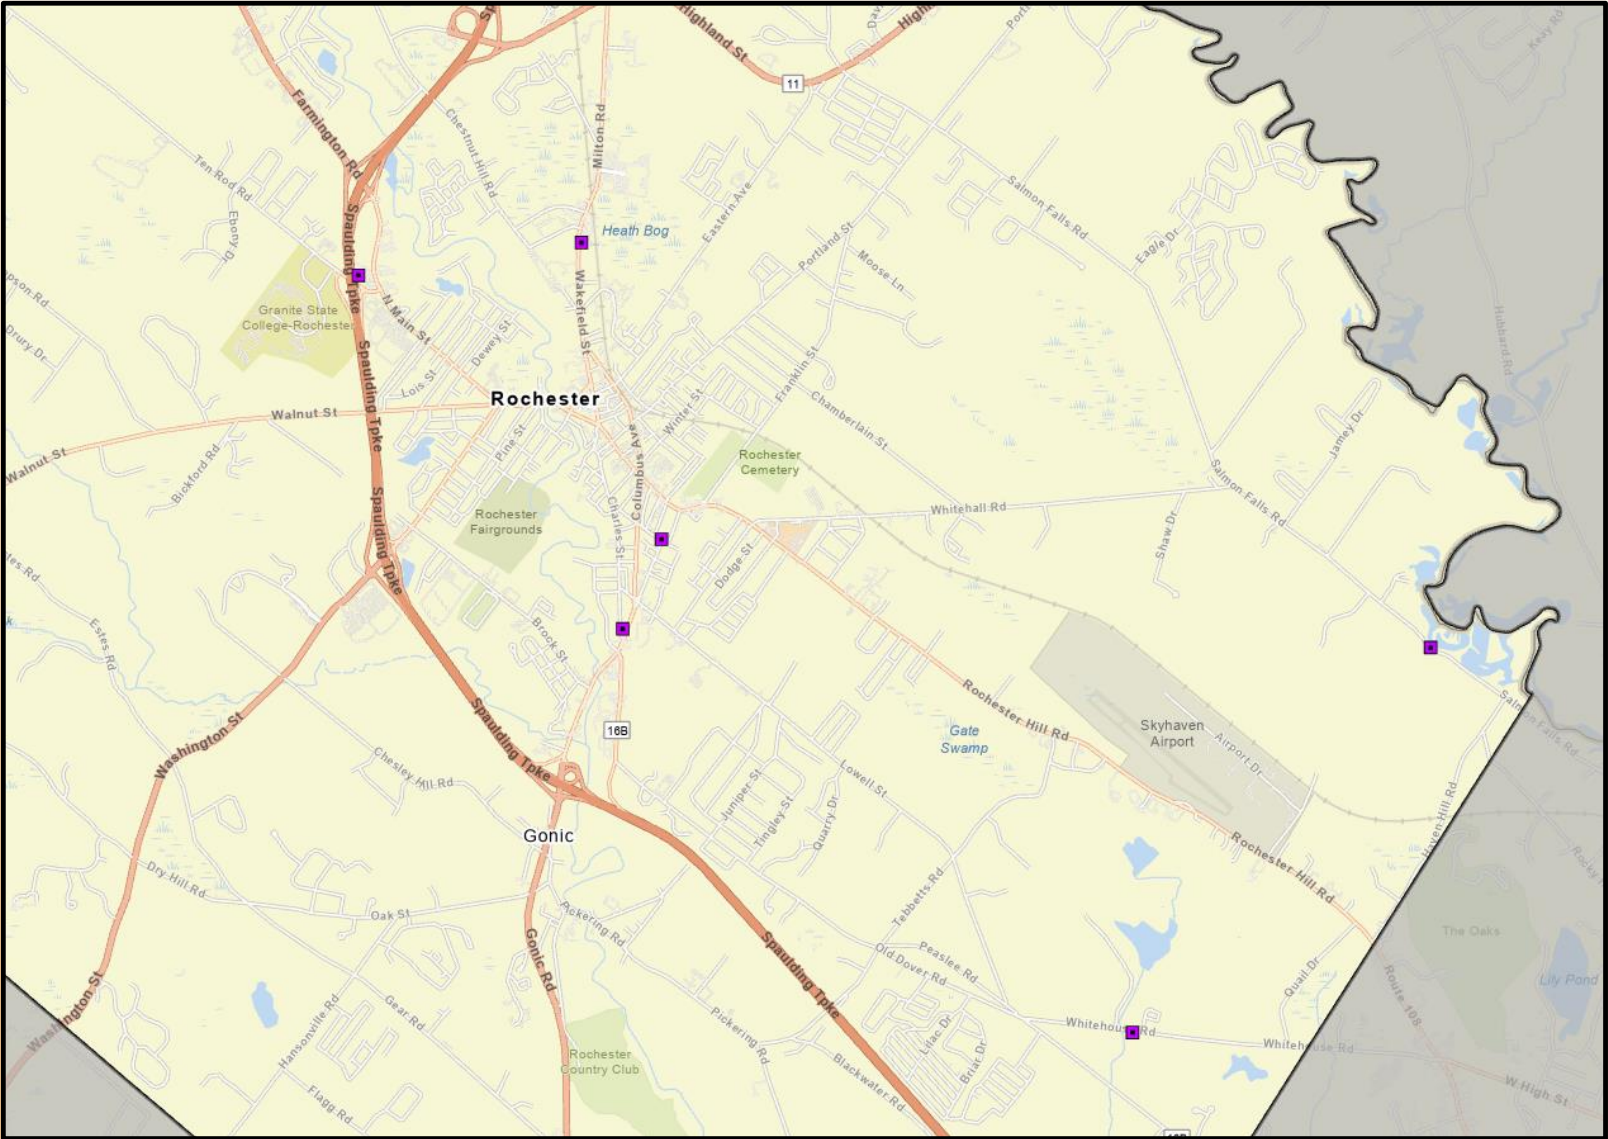 Highland St
11
Farmington Rd
Milton Rd
Chestnut Hill Rd
Keay Rd
Ten Rod Rd
Ebony Dr
Spaulding Tpke
Heath Bog
Eastern Ave
Portland St
Moose Ln
Salmon Falls Rd
Eagle Dr
Granite State
College-Rochester
N Main St
Dewey St
Wakefield St
Hubbard Rd
Drury Dr
Lois St
Spaulding Tpke
Franklin St
Walnut St
Rochester
Winter St
Chamberlain St
Jamey Dr
Walnut St
Bickford Rd
Pine St
Columbus Ave
Rochester
Cemetery
Salmon Falls Rd
Spaulding Tpke
Rochester
Fairgrounds
Charles St
Whitehall Rd
Shaw Dr
Dodge St
Estes Rd
Brock St
Washington St
Spaulding Tpke
16B
Rochester Hill Rd
Gate
Swamp
Skyhaven
Airport
Airport Dr
Salmon Falls Rd
Chesley Hill Rd
Juniper St
Tingley St
Quarry Dr
Lowell St
Haven Hill Rd
Gonic
Rochester Hill Rd
Dry Hill Rd
Oak St
Pickering Rd
Tebbetts Rd
Gonic Rd
Spaulding Tpke
Old Dover Rd
Peaslee Rd
The Oaks
Quail Dr
Lily Pond
Route 108
Washington St
Hansonville Rd
Gear Rd
Pickering Rd
Lilac Dr
Briar Dr
Whitehouse Rd
Whitehouse Rd
Rochester
Country Club
Blackwater Rd
Flagg Rd
W High St